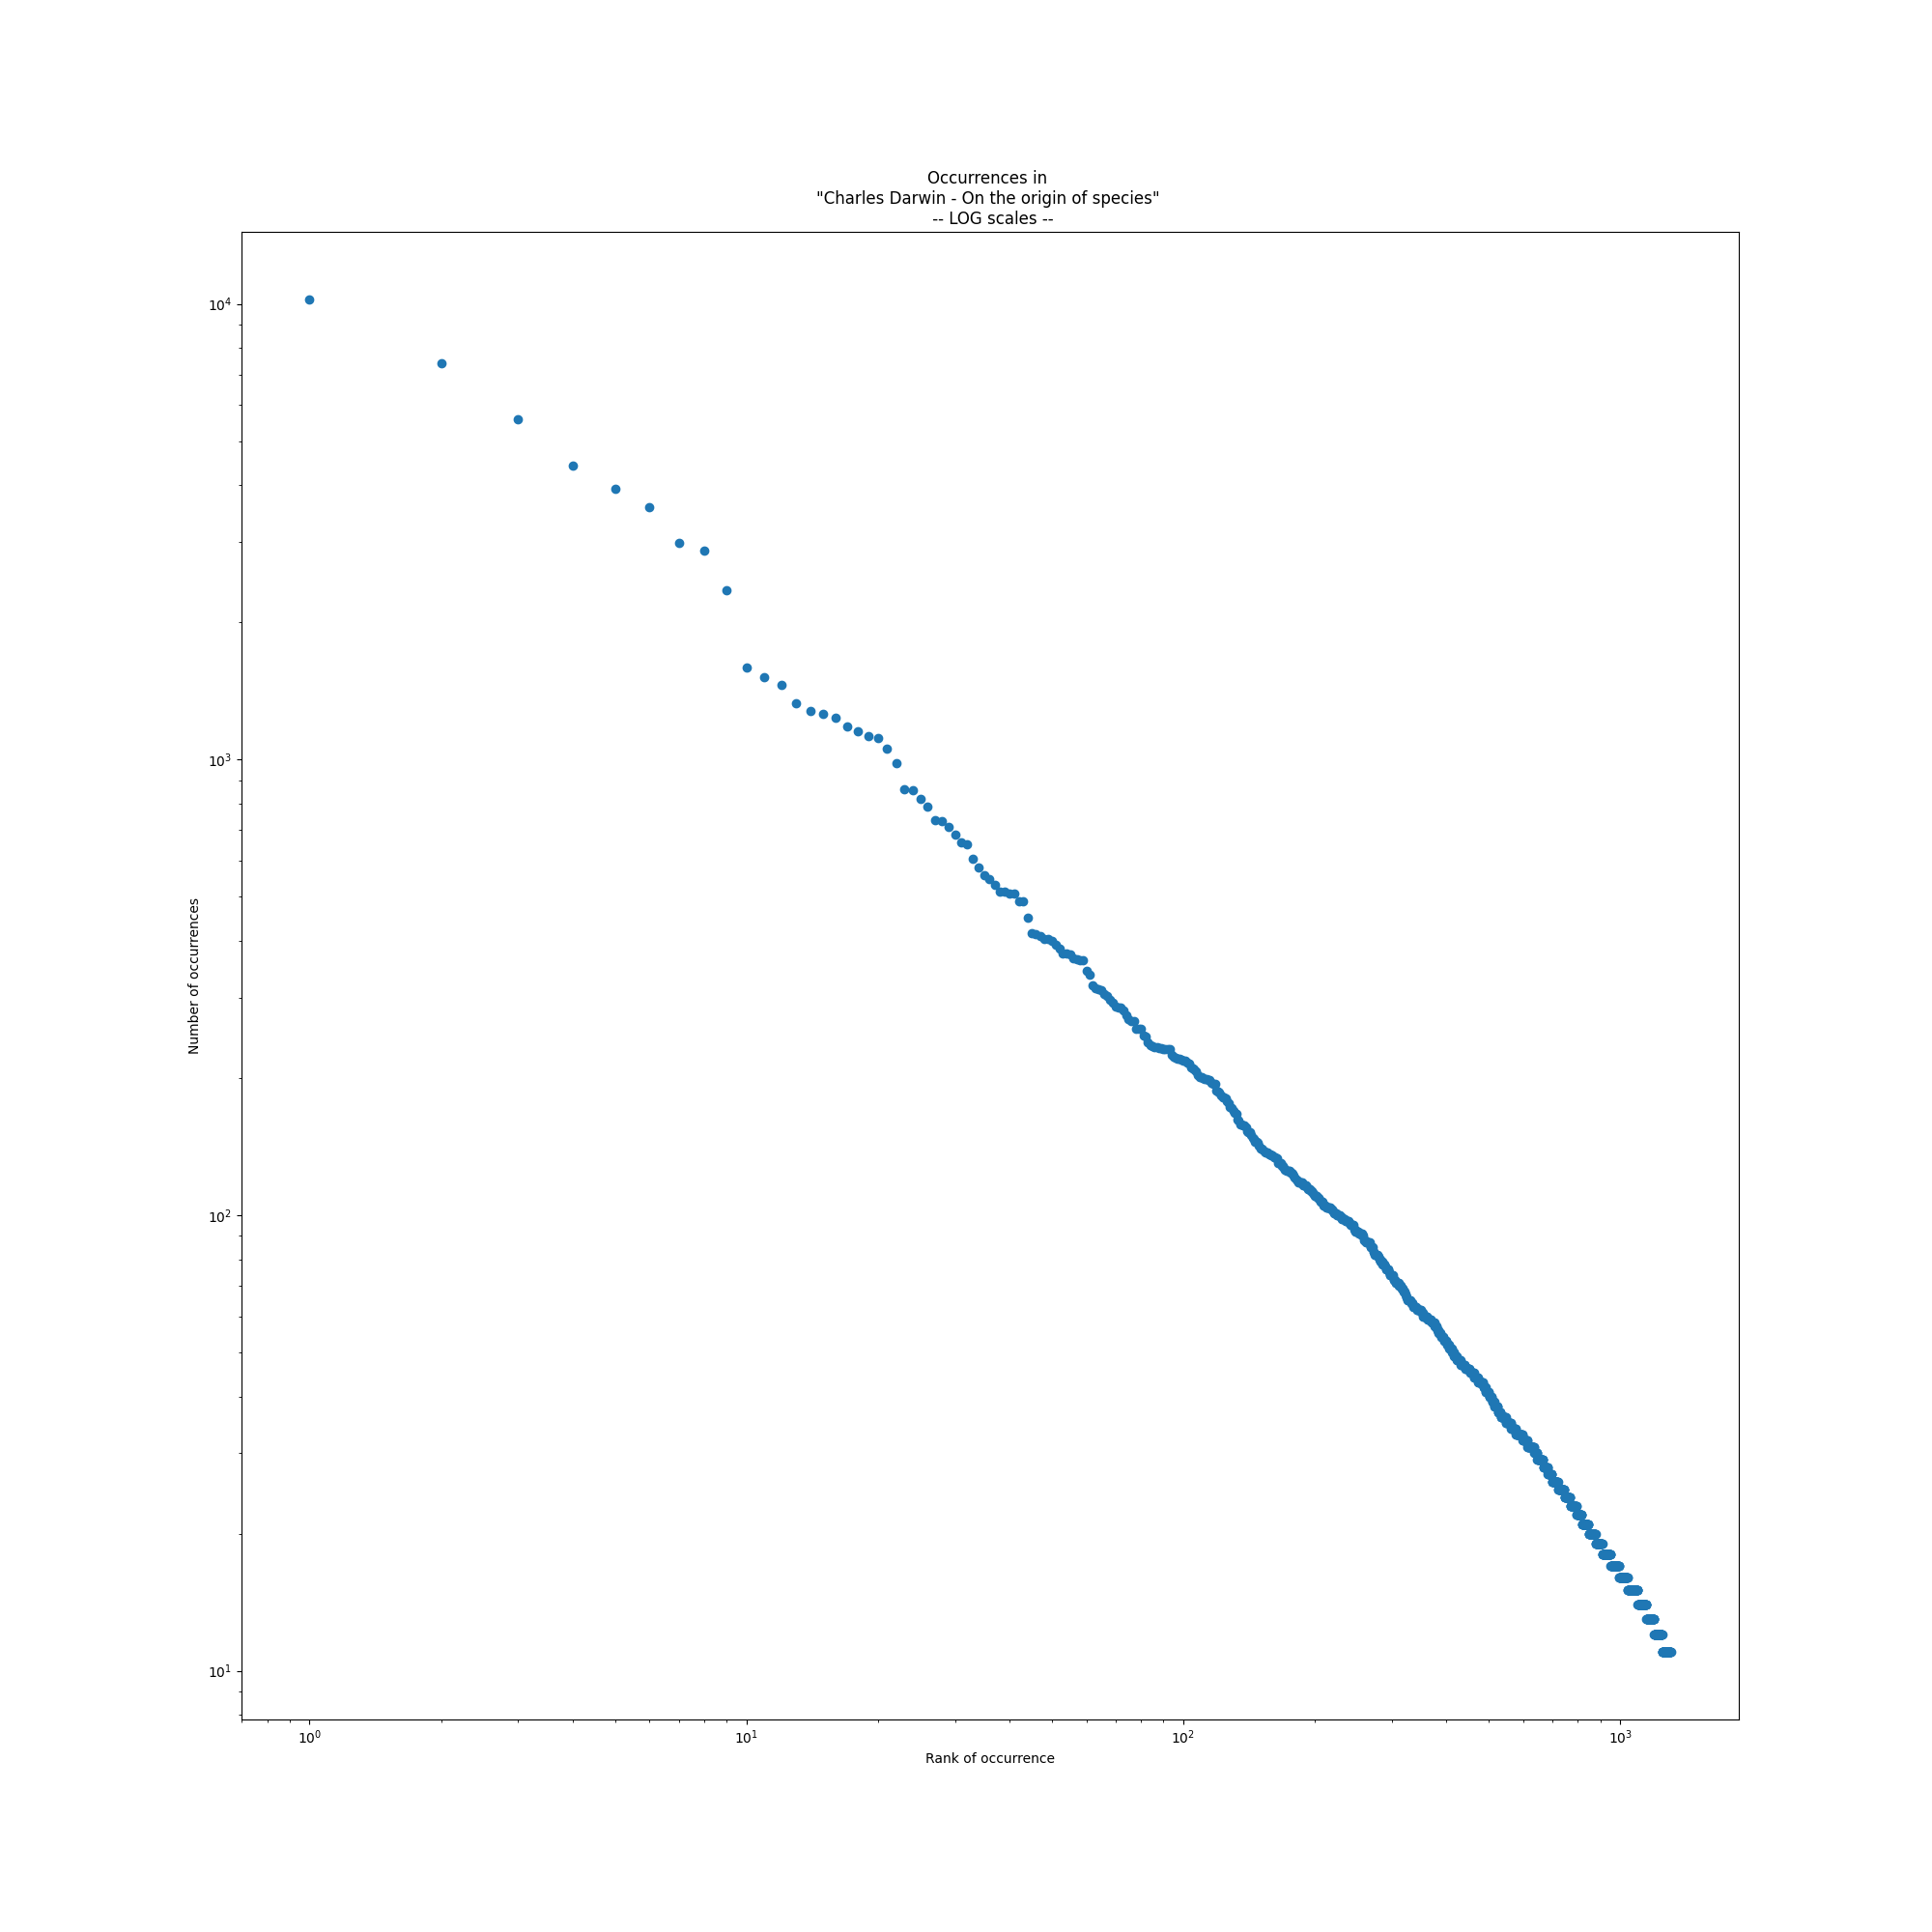 Occurrences in
"Charles Darwin - On the origin of species"
-- LOG scales --
10⁴
10³
10²
10¹
Number of occurrences
10⁰
10¹
10²
10³
Rank of occurrence